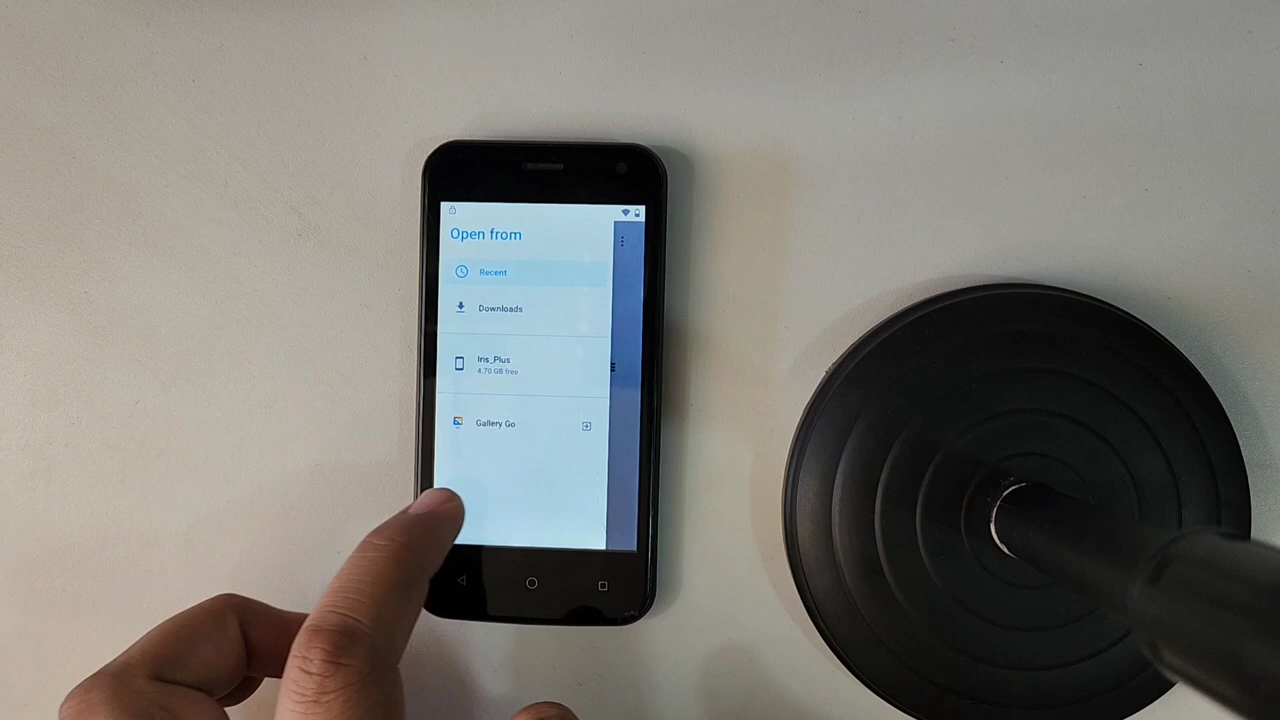 Open from
Recent
Downloads
Iris_Plus
4.70 GB free
Gallery Go